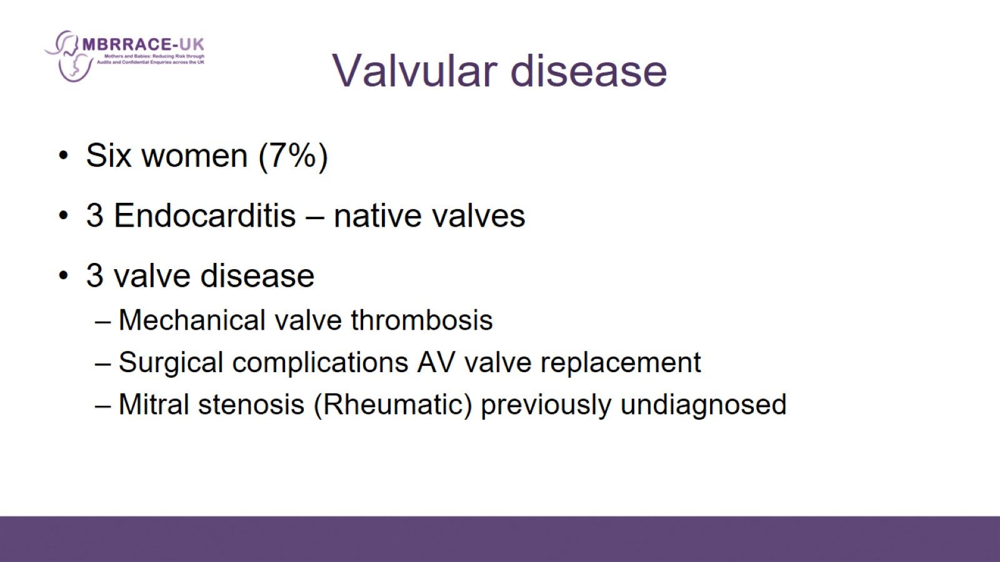 MBRRACE-UK
Mothers and Babies: Reducing Risk through
Audits and Confidential Enquiries across the UK
Valvular disease
• Six women (7%)
• 3 Endocarditis – native valves
• 3 valve disease
– Mechanical valve thrombosis
– Surgical complications AV valve replacement
– Mitral stenosis (Rheumatic) previously undiagnosed